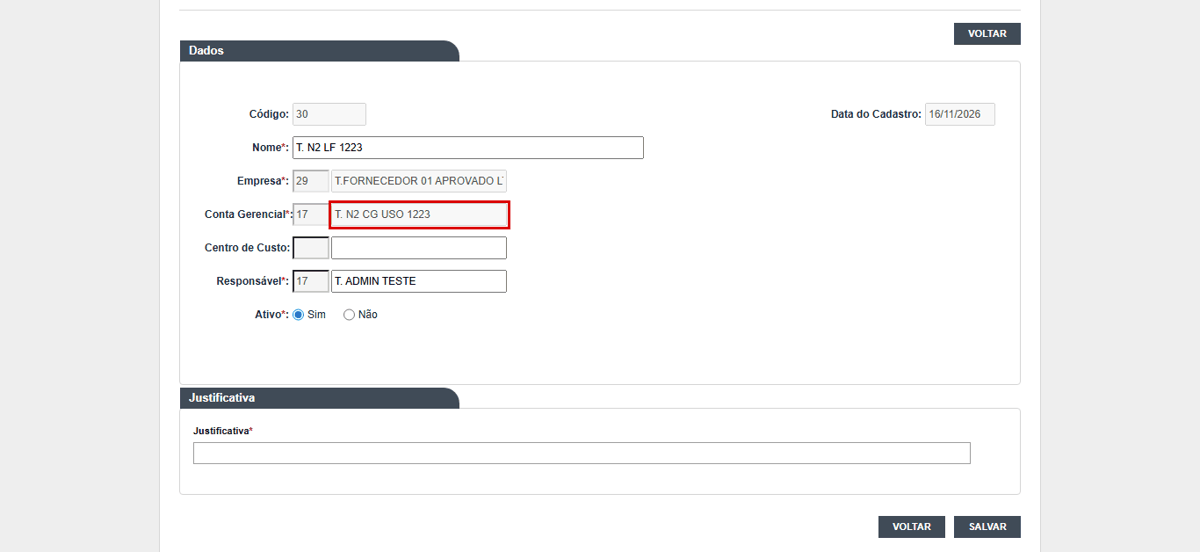 VOLTAR
Dados
Código: 30 Data do Cadastro: 16/11/2026
Nome*: T. N2 LF 1223
Empresa*: 29 T.FORNECEDOR 01 APROVADO L
Conta Gerencial*: 17 T. N2 CG USO 1223
Centro de Custo:
Responsável*: 17 T. ADMIN TESTE
Ativo*: Sim Não
Justificativa
Justificativa*
VOLTAR SALVAR